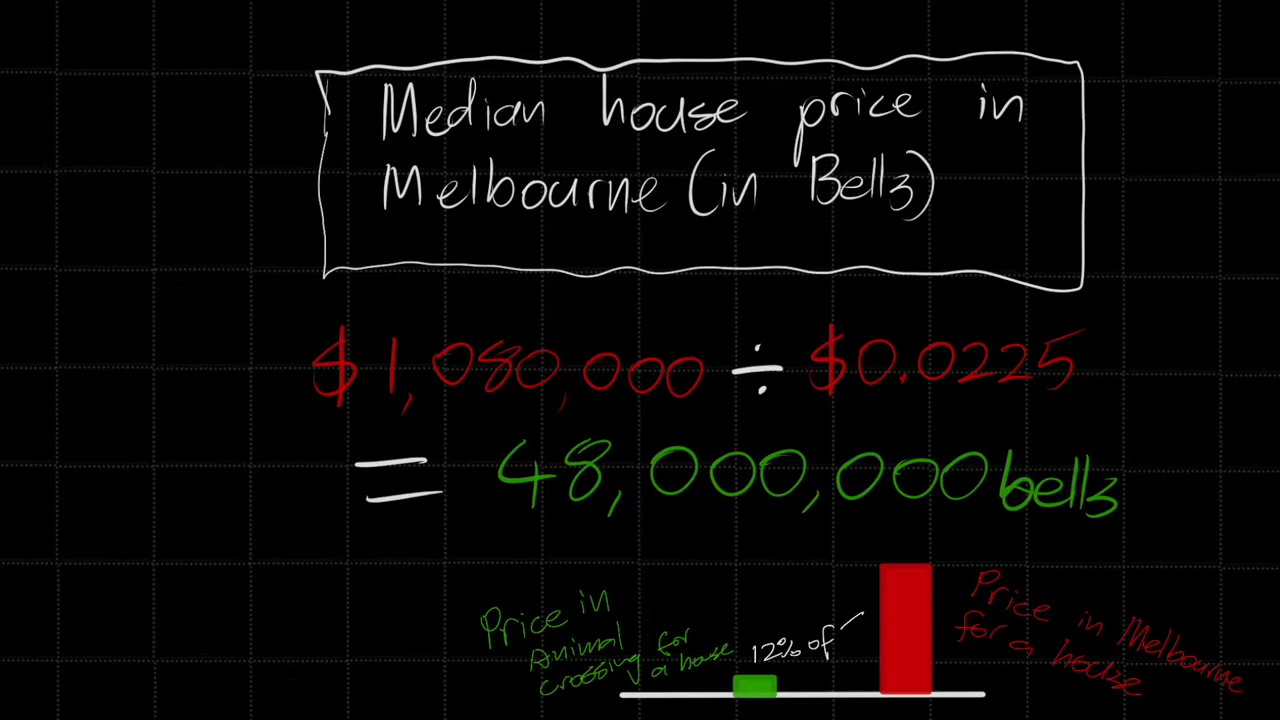 Median house price in
Melbourne (in Bells)
$1,080,000 ÷ $0.0225
= 48,000,000 bells
Price in
Animal
crossing for
a house
12% of
Price in Melbourne
for a house